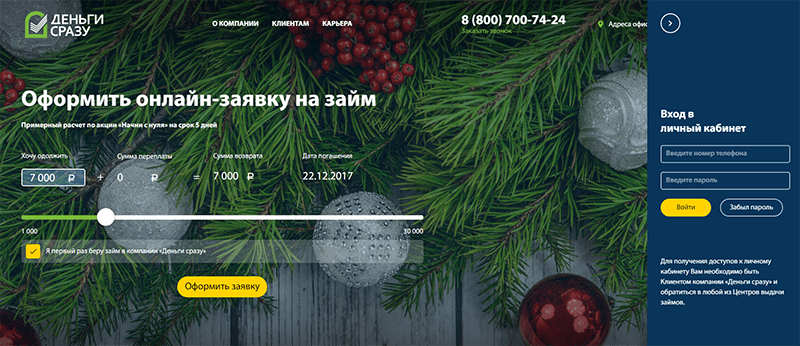 ДЕНЬГИ
СРАЗУ
О КОМПАНИИ КЛИЕНТАМ КАРЬЕРА
8 (800) 700-74-24
Заказать звонок
Адреса офис
Оформить онлайн-заявку на займ
Примерный расчет по акции «Начни с нуля» на срок 5 дней
Хочу одолжить Сумма переплаты Сумма возврата Дата погашения
7 000 ₽ + 0 ₽ = 7 000 ₽ 22.12.2017
1 000 30 000
Я первый раз беру займ в компании «Деньги сразу»
Оформить заявку
Вход в
личный кабинет
Введите номер телефона
Введите пароль
Войти Забыл пароль
Для получения доступов к личному
кабинету Вам необходимо быть
Клиентом компании «Деньги сразу» и
обратиться в любой из Центров выдачи
займов.